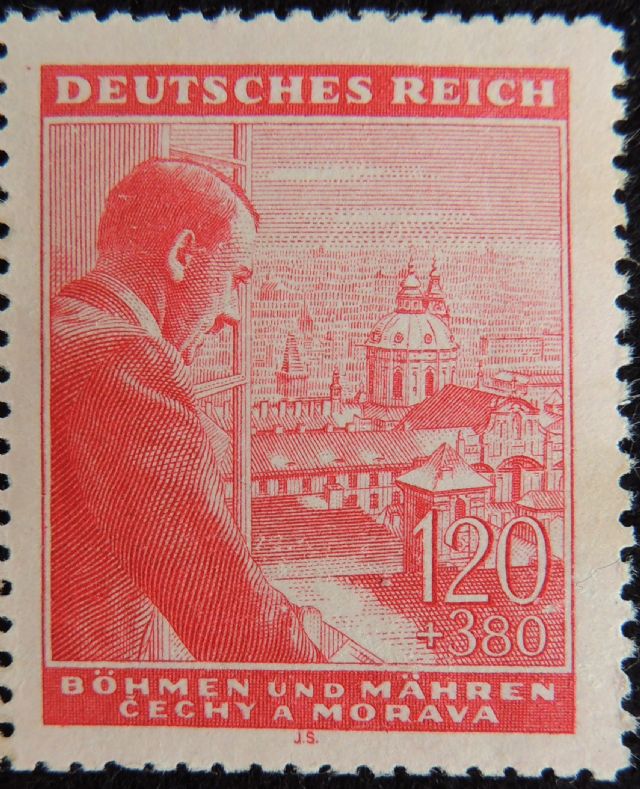 DEUTSCHES REICH
120
+380
BÖHMEN UND MÄHREN
ČECHY A MORAVA
J.S.